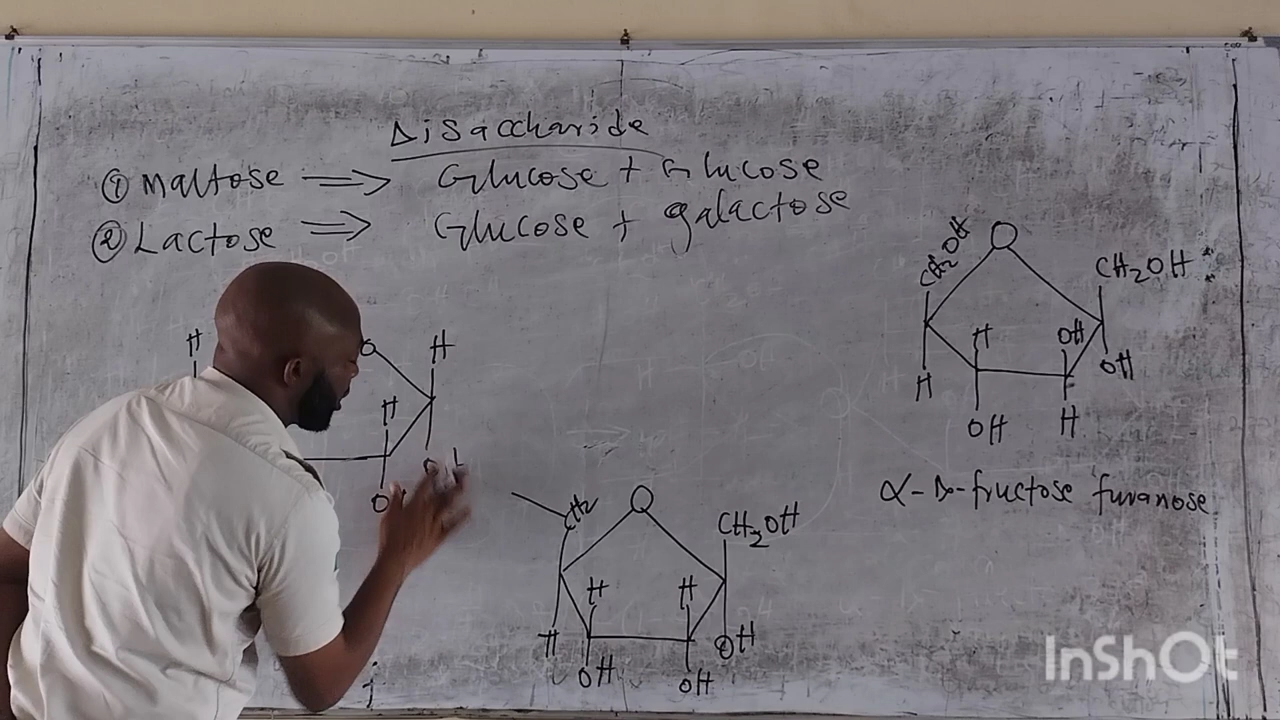 Disaccharide
① Maltose ⟹ Glucose + Glucose
② Lactose ⟹ Glucose + galactose
H
O
H
H
O
CH2OH
O
CH2OH
H
OH
H
OH
OH
H
α-D-fructose furanose
CH2
O
CH2OH
H
H
H
OH
OH
OH
InShOt